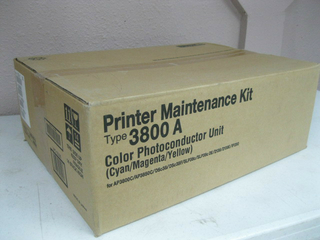 Printer Maintenance Kit
Type 3800 A
Color Photoconductor Unit
(Cyan/Magenta/Yellow)